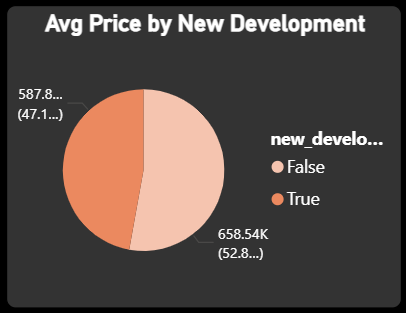 Avg Price by New Development
587.8...
(47.1...)
new_develo...
False
True
658.54K
(52.8...)